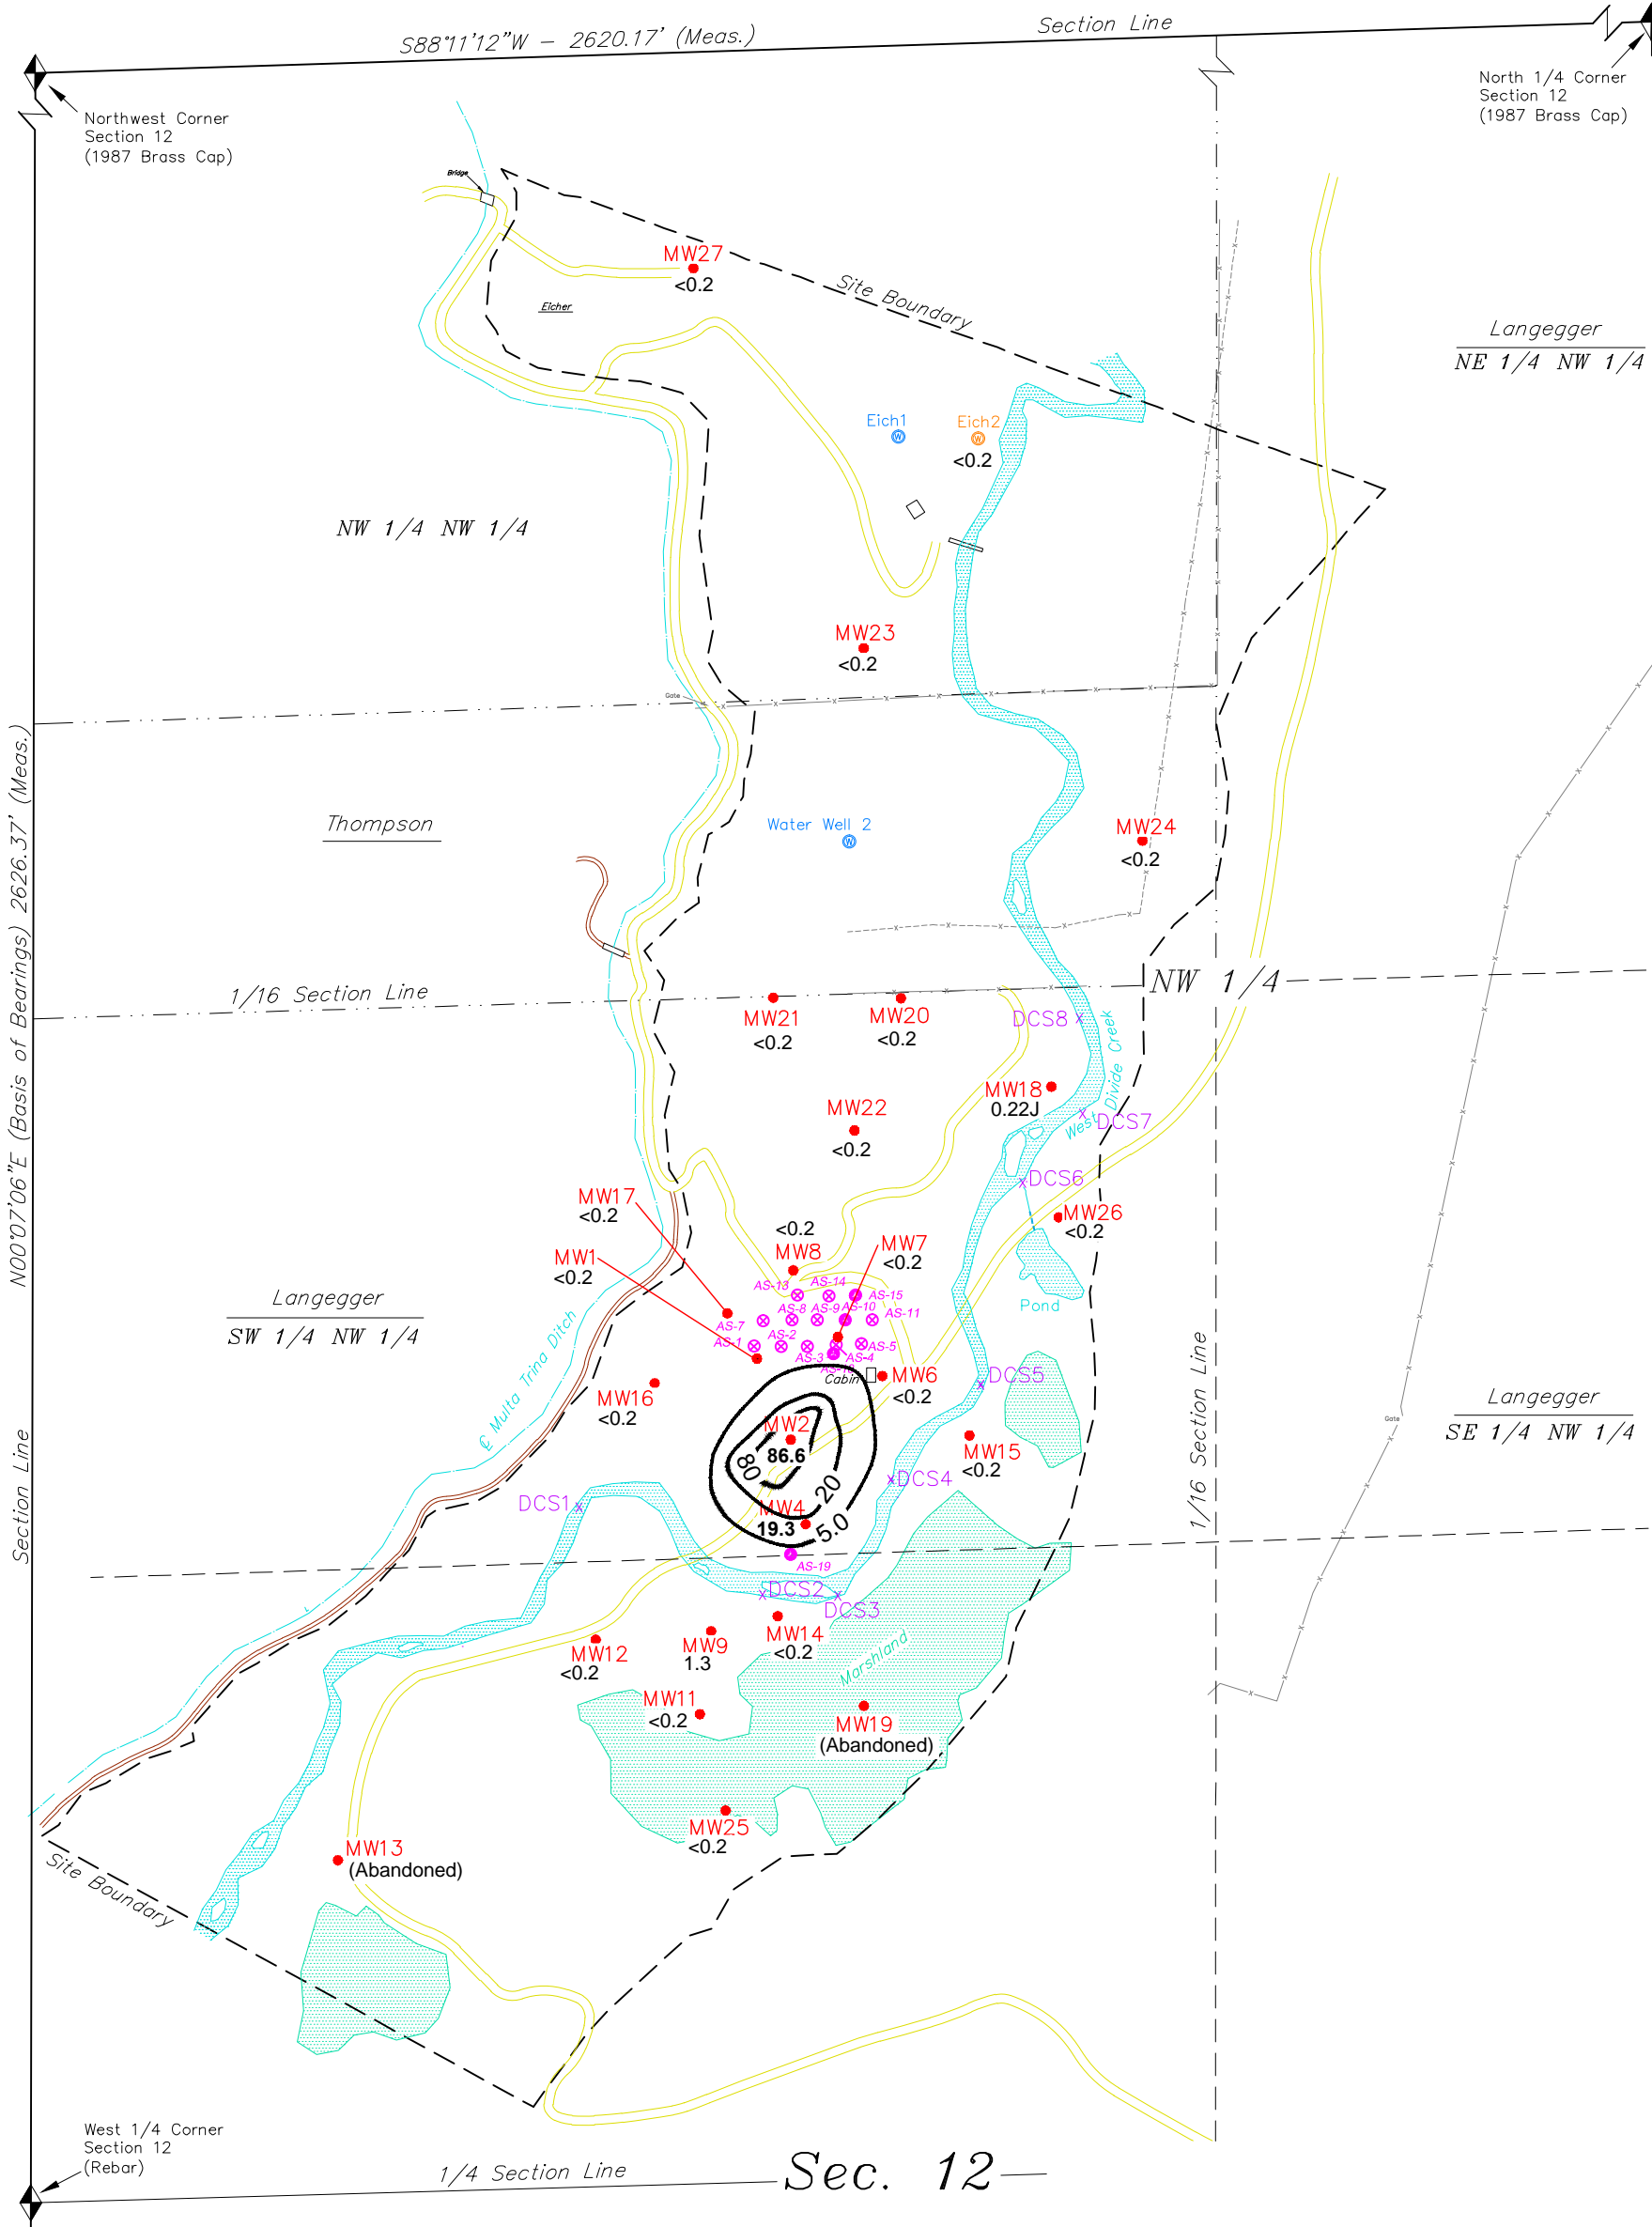 S88°11'12"W - 2620.17' (Meas.)
Section Line
Northwest Corner
Section 12
(1987 Brass Cap)
North 1/4 Corner
Section 12
(1987 Brass Cap)
Bridge
MW27
<0.2
Eicher
Site Boundary
Langegger
NE 1/4 NW 1/4
Eich1
W
Eich2
W
<0.2
NW 1/4 NW 1/4
MW23
<0.2
Gate
N00°07'06"E (Basis of Bearings) 2626.37' (Meas.)
Thompson
Water Well 2
W
MW24
<0.2
NW 1/4
1/16 Section Line
MW21
<0.2
MW20
<0.2
DCS8
West Divide Creek
MW18
0.22J
DCS7
MW22
<0.2
DCS6
MW17
<0.2
<0.2
MW8
MW26
<0.2
MW1
<0.2
MW7
<0.2
AS-13
AS-14
AS-15
Langegger
SW 1/4 NW 1/4
AS-7
AS-8
AS-9
AS-10
AS-11
Pond
AS-1
AS-2
AS-3
AS-4
AS-5
℄ Multa Trina Ditch
Cabin
MW6
<0.2
DCS5
1/16 Section Line
MW16
<0.2
Gate
Langegger
SE 1/4 NW 1/4
MW2
86.6
80
20
5.0
MW15
<0.2
DCS4
DCS1
MW4
19.3
Section Line
AS-19
DCS2
DCS3
MW12
<0.2
MW9
1.3
MW14
<0.2
Marshland
MW11
<0.2
MW19
(Abandoned)
MW25
<0.2
MW13
(Abandoned)
Site Boundary
West 1/4 Corner
Section 12
(Rebar)
1/4 Section Line
Sec. 12